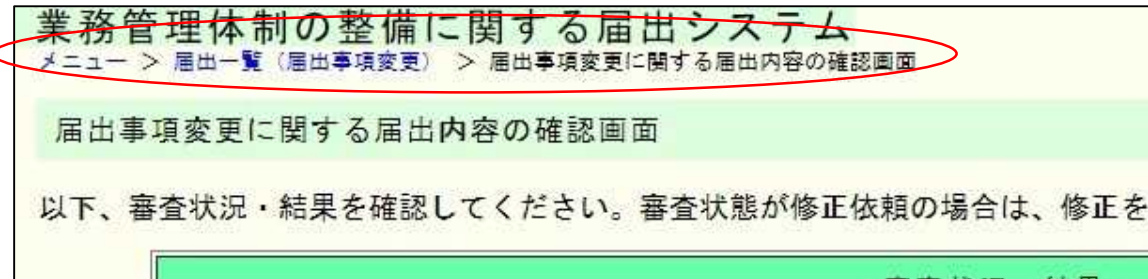 業務管理体制の整備に関する届出システム
メニュー > 届出一覧（届出事項変更） > 届出事項変更に関する届出内容の確認画面
届出事項変更に関する届出内容の確認画面
以下、審査状況・結果を確認してください。審査状態が修正依頼の場合は、修正を